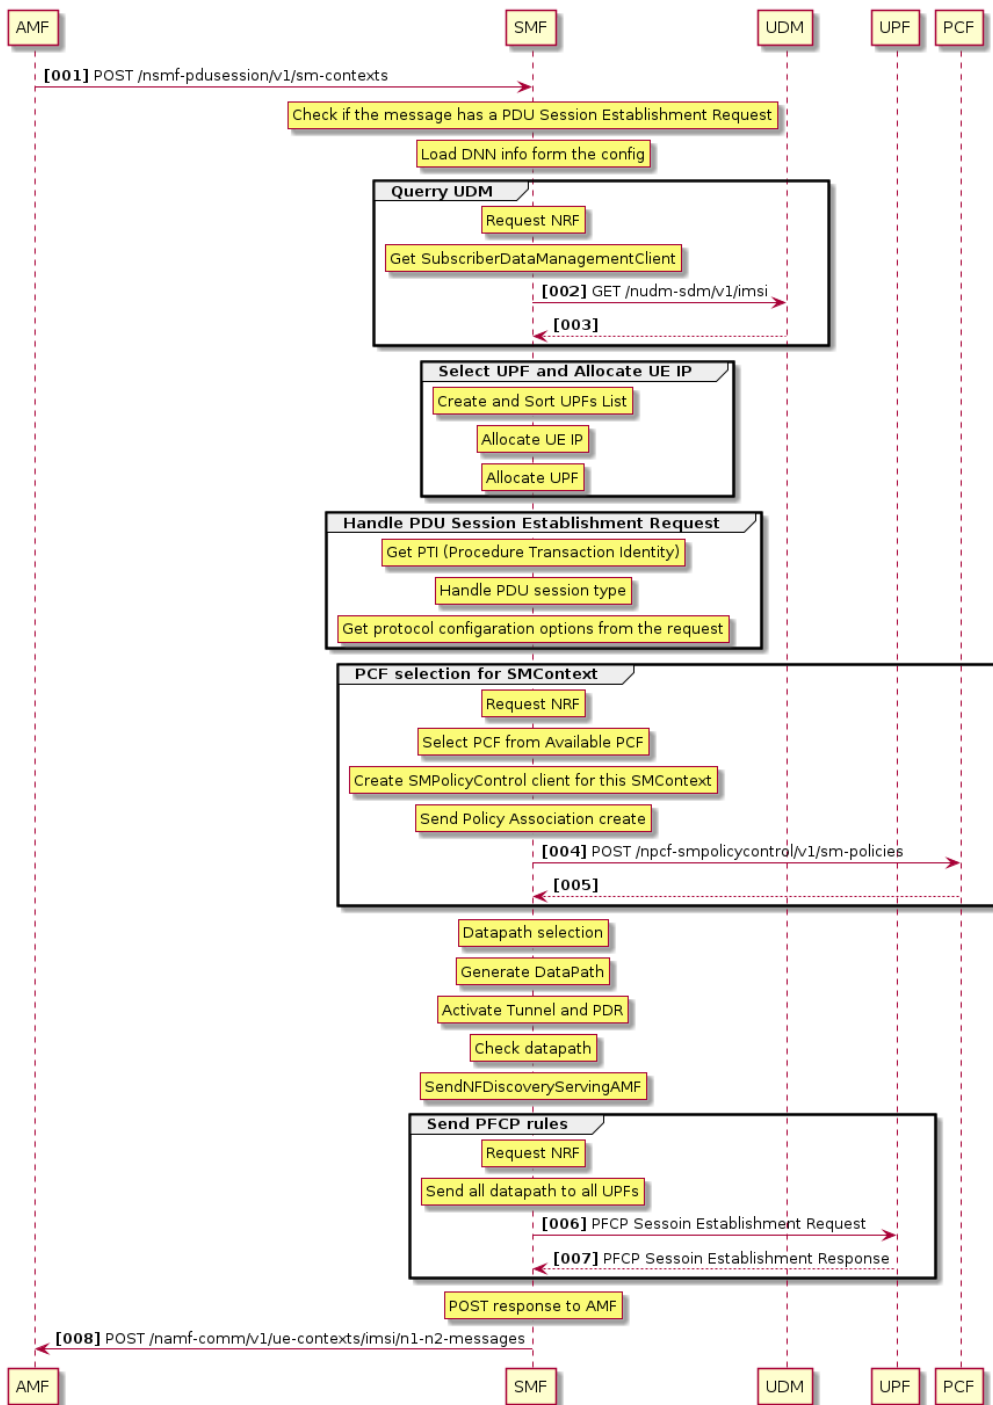 AMF SMF UDM UPF PCF
[001] POST /nsmf-pdusession/v1/sm-contexts
Check if the message has a PDU Session Establishment Request
Load DNN info form the config
Querry UDM
Request NRF
Get SubscriberDataManagementClient
[002] GET /nudm-sdm/v1/imsi
[003]
Select UPF and Allocate UE IP
Create and Sort UPFs List
Allocate UE IP
Allocate UPF
Handle PDU Session Establishment Request
Get PTI (Procedure Transaction Identity)
Handle PDU session type
Get protocol configaration options from the request
PCF selection for SMContext
Request NRF
Select PCF from Available PCF
Create SMPolicyControl client for this SMContext
Send Policy Association create
[004] POST /npcf-smpolicycontrol/v1/sm-policies
[005]
Datapath selection
Generate DataPath
Activate Tunnel and PDR
Check datapath
SendNFDiscoveryServingAMF
Send PFCP rules
Request NRF
Send all datapath to all UPFs
[006] PFCP Sessoin Establishment Request
[007] PFCP Sessoin Establishment Response
POST response to AMF
[008] POST /namf-comm/v1/ue-contexts/imsi/n1-n2-messages
AMF SMF UDM UPF PCF